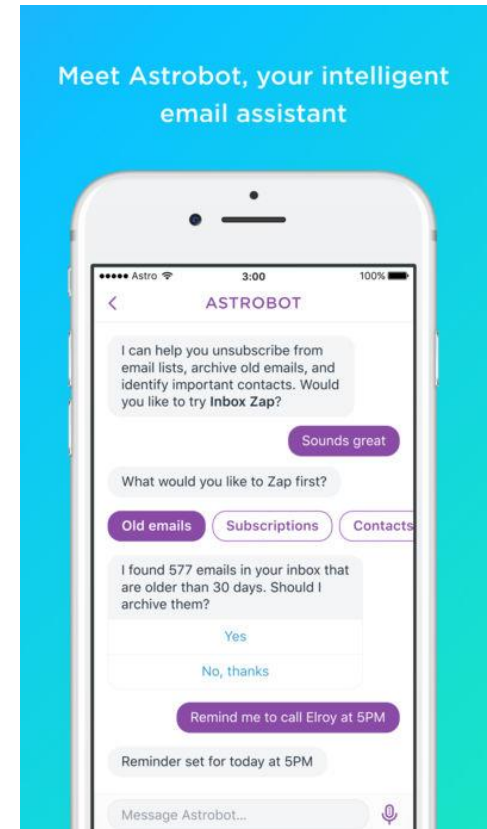 Meet Astrobot, your intelligent
email assistant
Astro
3:00
100%
ASTROBOT
I can help you unsubscribe from
email lists, archive old emails, and
identify important contacts. Would
you like to try Inbox Zap?
Sounds great
What would you like to Zap first?
Old emails
Subscriptions
Contacts
I found 577 emails in your inbox that
are older than 30 days. Should I
archive them?
Yes
No, thanks
Remind me to call Elroy at 5PM
Reminder set for today at 5PM
Message Astrobot...